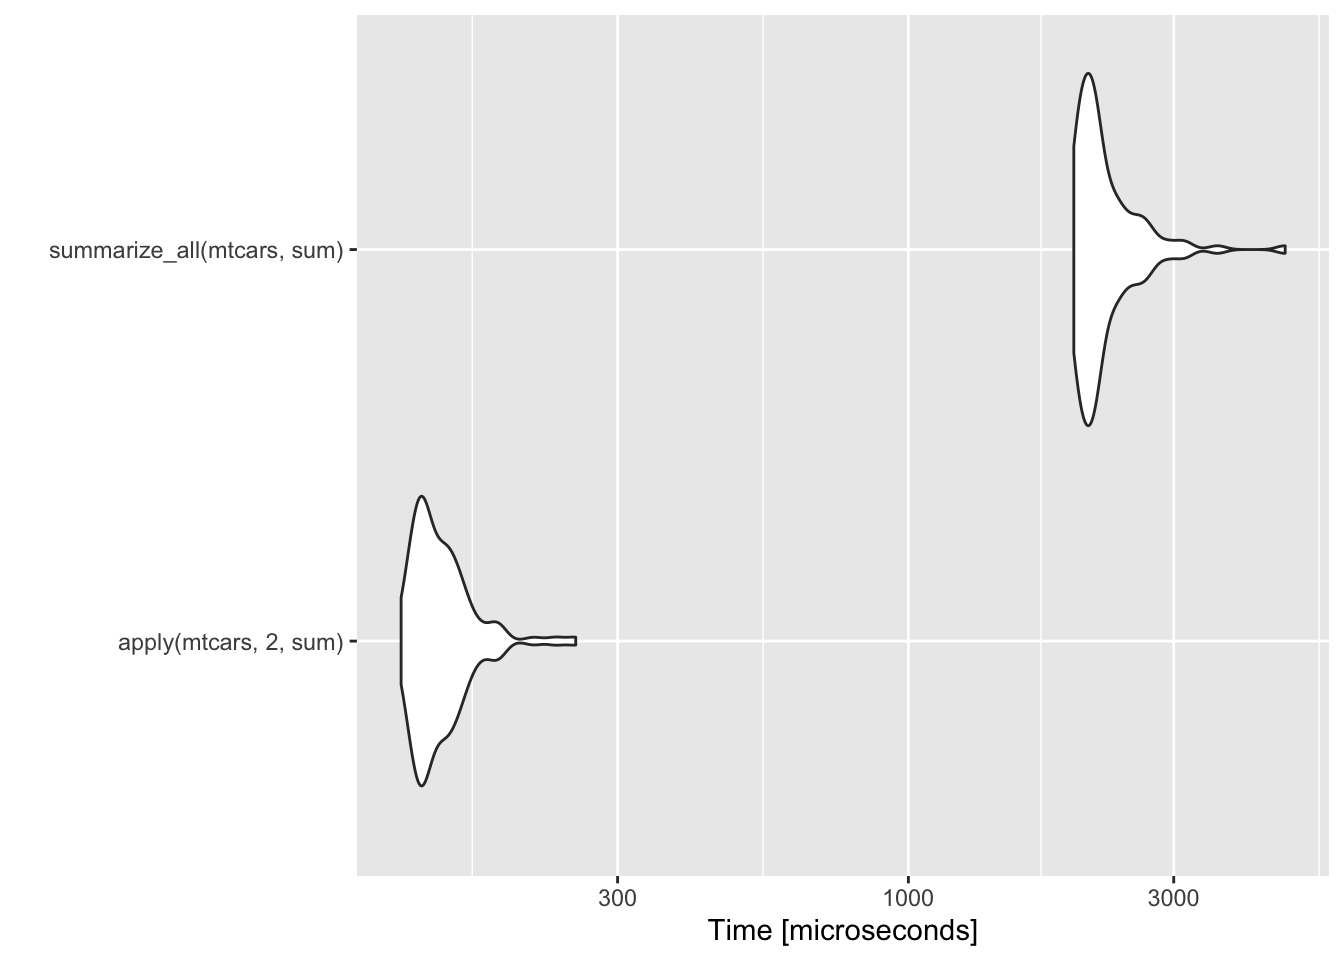 summarize_all(mtcars, sum)
apply(mtcars, 2, sum)
300 1000 3000
Time [microseconds]